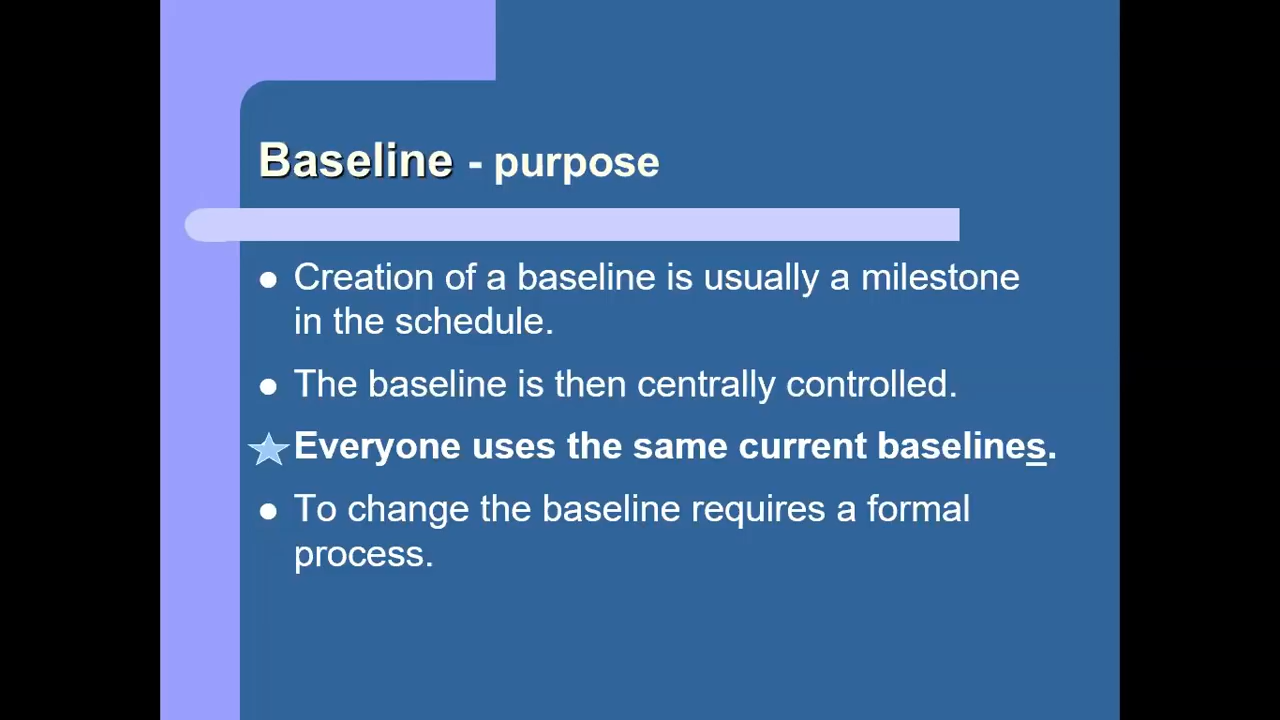 Baseline - purpose
Creation of a baseline is usually a milestone
in the schedule.
The baseline is then centrally controlled.
Everyone uses the same current baselines.
To change the baseline requires a formal
process.